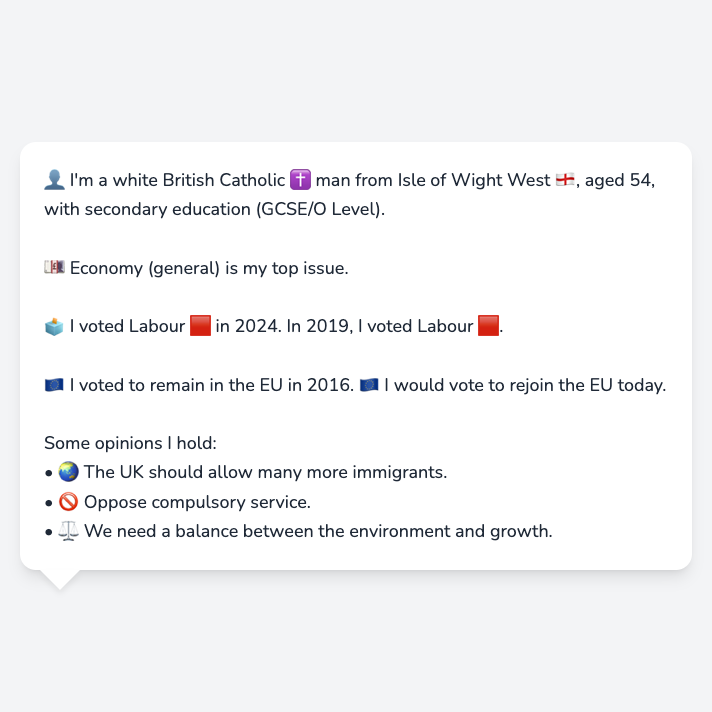 👤 I'm a white British Catholic ✝️ man from Isle of Wight West 🏴󠁧󠁢󠁥󠁮󠁧󠁿, aged 54,
with secondary education (GCSE/O Level).
💷 Economy (general) is my top issue.
🗳️ I voted Labour 🟥 in 2024. In 2019, I voted Labour 🟥.
🇪🇺 I voted to remain in the EU in 2016. 🇪🇺 I would vote to rejoin the EU today.
Some opinions I hold:
• 🌏 The UK should allow many more immigrants.
• 🚫 Oppose compulsory service.
• ⚖️ We need a balance between the environment and growth.